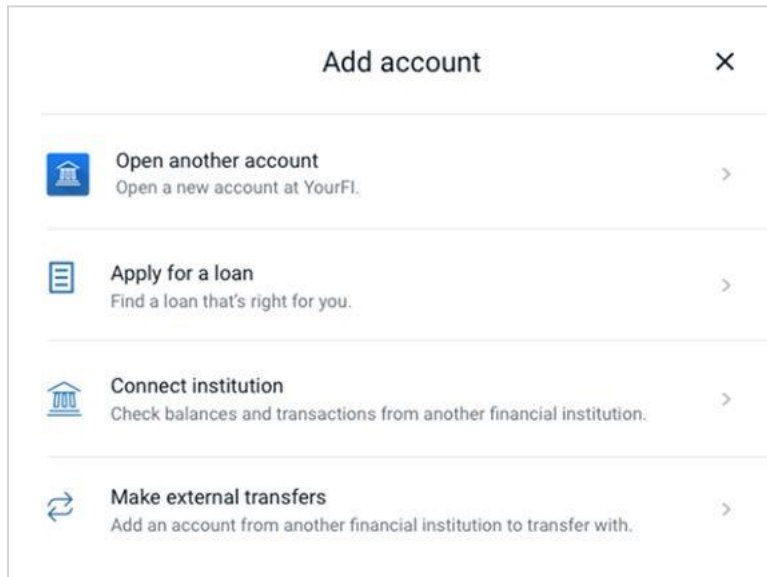 Add account
Open another account
Open a new account at YourFI.
Apply for a loan
Find a loan that's right for you.
Connect institution
Check balances and transactions from another financial institution.
Make external transfers
Add an account from another financial institution to transfer with.